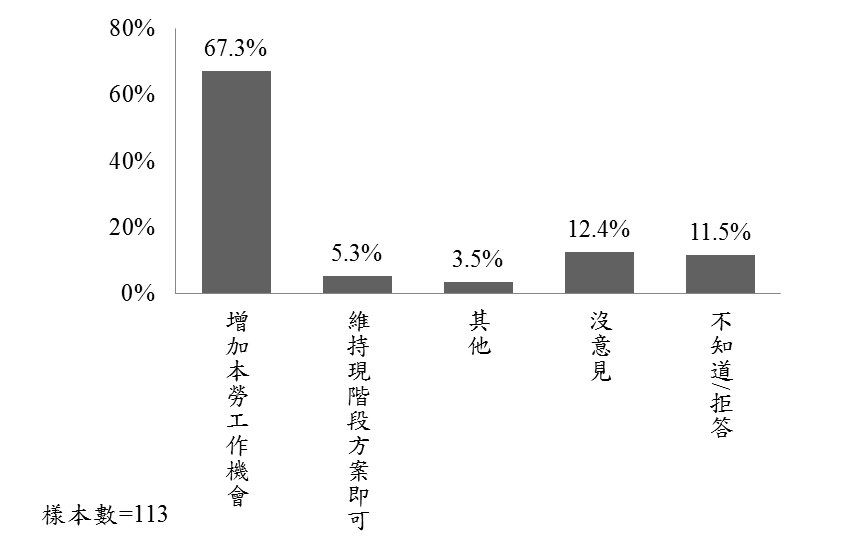 80%
60%
40%
20%
0%
67.3%
5.3%
3.5%
12.4%
11.5%
增加本勞工作機會
維持現階段方案即可
其他
沒意見
不知道/拒答
樣本數=113